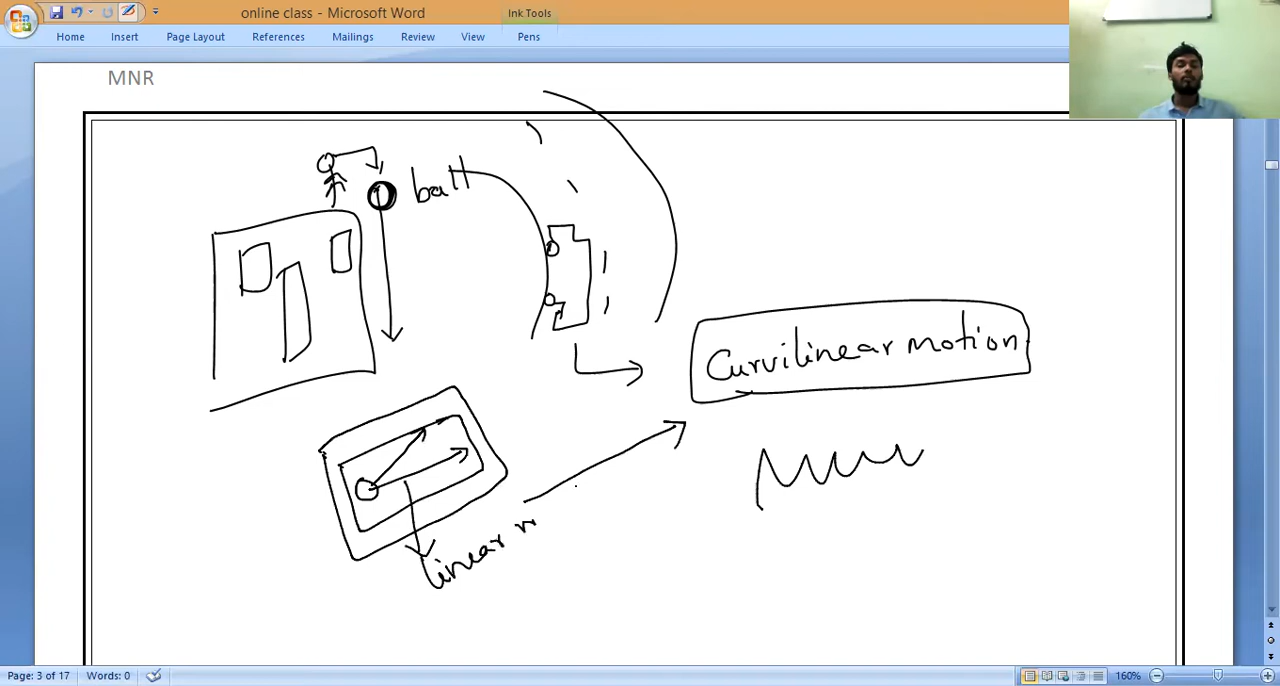 online class - Microsoft Word
Ink Tools
Home Insert Page Layout References Mailings Review View Pens
MNR
ball
Curvilinear motion
linear
Page: 3 of 17 Words: 0
160%